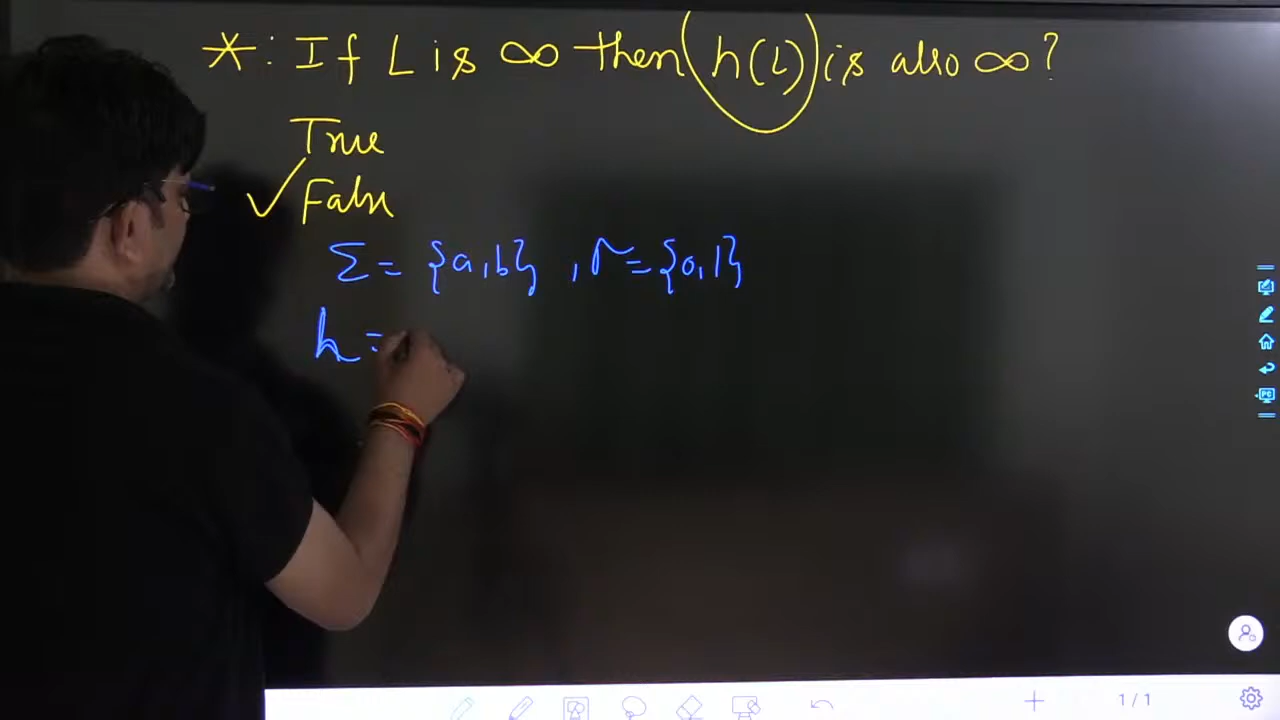 *: If L is ∞ then h(L) is also ∞?
True
✓ False
Σ = {a,b}, Γ = {0,1}
h =
1/1